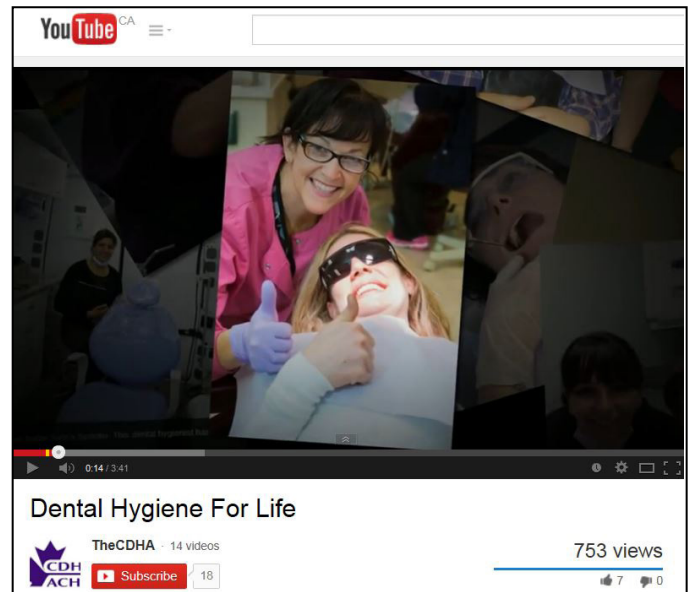 YouTube CA
0:14 / 3:41
Dental Hygiene For Life
TheCDHA · 14 videos
CDH
ACH
Subscribe 18
753 views
7 0